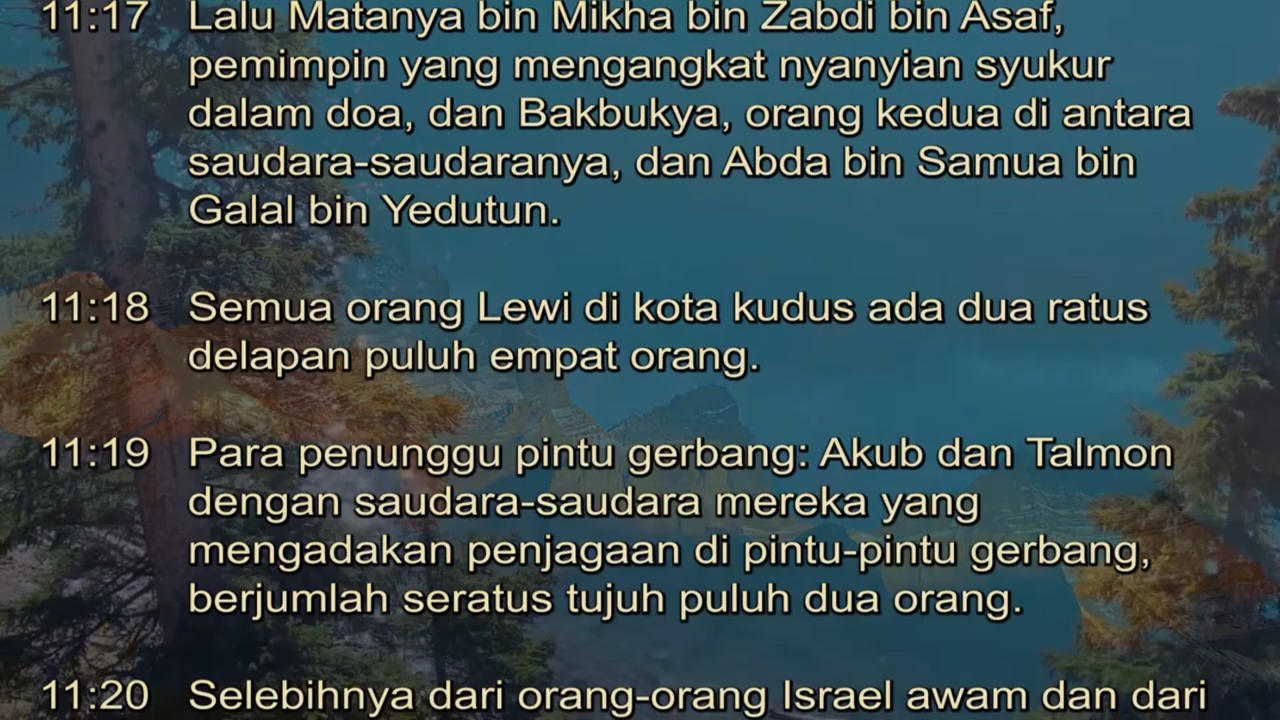 11:17 Lalu Matanya bin Mikha bin Zabdi bin Asaf,
pemimpin yang mengangkat nyanyian syukur
dalam doa, dan Bakbukya, orang kedua di antara
saudara-saudaranya, dan Abda bin Samua bin
Galal bin Yedutun.
11:18 Semua orang Lewi di kota kudus ada dua ratus
delapan puluh empat orang.
11:19 Para penunggu pintu gerbang: Akub dan Talmon
dengan saudara-saudara mereka yang
mengadakan penjagaan di pintu-pintu gerbang,
berjumlah seratus tujuh puluh dua orang.
11:20 Selebihnya dari orang-orang Israel awam dan dari